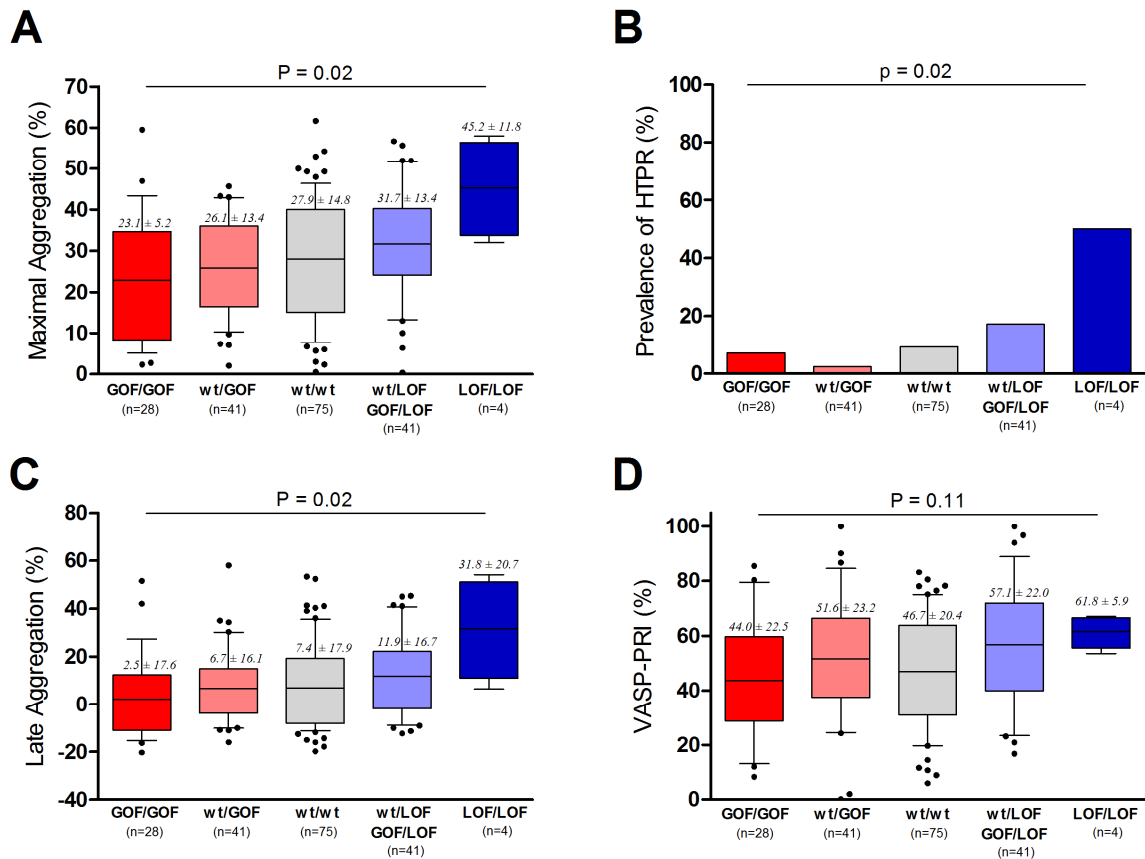 A
P = 0.02
Maximal Aggregation (%)
70
60
50
40
30
20
10
0
23.1 ± 5.2
26.1 ± 13.4
27.9 ± 14.8
31.7 ± 13.4
45.2 ± 11.8
GOF/GOF
(n=28)
wt/GOF
(n=41)
wt/wt
(n=75)
wt/LOF
GOF/LOF
(n=41)
LOF/LOF
(n=4)
B
p = 0.02
Prevalence of HTPR (%)
100
80
60
40
20
0
GOF/GOF
(n=28)
wt/GOF
(n=41)
wt/wt
(n=75)
wt/LOF
GOF/LOF
(n=41)
LOF/LOF
(n=4)
C
P = 0.02
Late Aggregation (%)
80
60
40
20
0
-20
-40
2.5 ± 17.6
6.7 ± 16.1
7.4 ± 17.9
11.9 ± 16.7
31.8 ± 20.7
GOF/GOF
(n=28)
wt/GOF
(n=41)
wt/wt
(n=75)
wt/LOF
GOF/LOF
(n=41)
LOF/LOF
(n=4)
D
P = 0.11
VASP-PRI (%)
100
80
60
40
20
0
44.0 ± 22.5
51.6 ± 23.2
46.7 ± 20.4
57.1 ± 22.0
61.8 ± 5.9
GOF/GOF
(n=28)
wt/GOF
(n=41)
wt/wt
(n=75)
wt/LOF
GOF/LOF
(n=41)
LOF/LOF
(n=4)